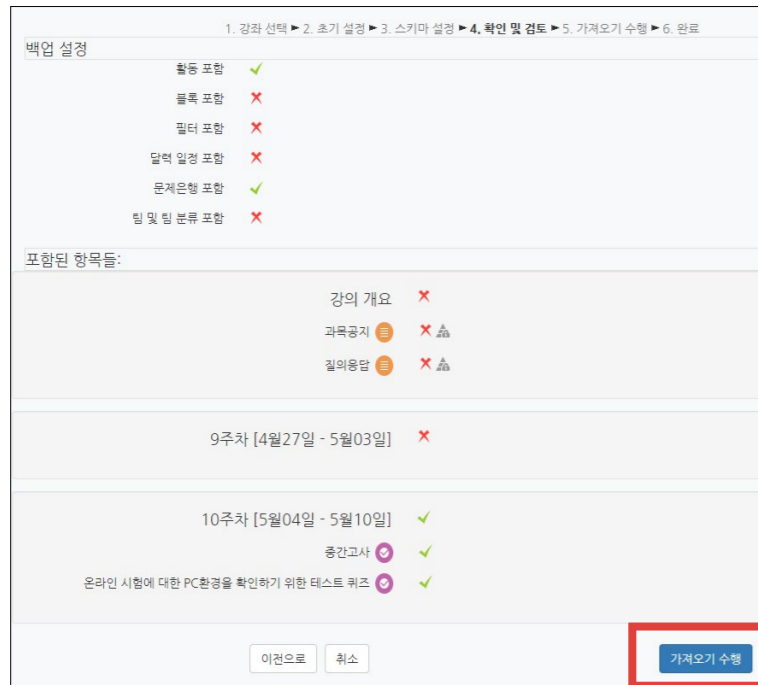 1. 강좌 선택 ► 2. 초기 설정 ► 3. 스키마 설정 ► 4. 확인 및 검토 ► 5. 가져오기 수행 ► 6. 완료
백업 설정
활동 포함
블록 포함
필터 포함
달력 일정 포함
문제은행 포함
팀 및 팀 분류 포함
포함된 항목들:
강의 개요
과목공지
질의응답
9주차 [4월27일 - 5월03일]
10주차 [5월04일 - 5월10일]
중간고사
온라인 시험에 대한 PC환경을 확인하기 위한 테스트 퀴즈
이전으로 취소 가져오기 수행